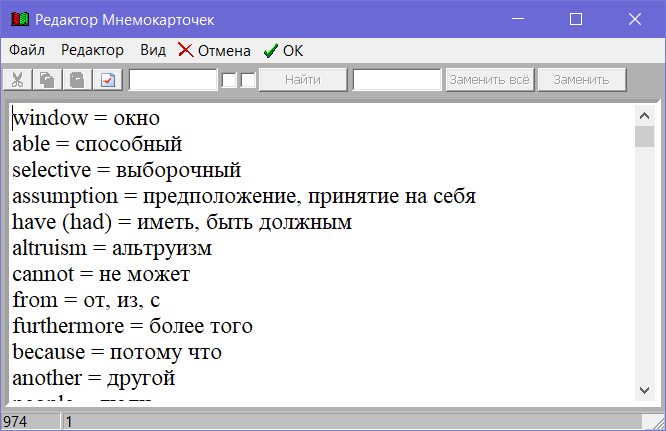 Редактор Мнемокарточек
Файл Редактор Вид Отмена OK
Найти Заменить всё Заменить
window = окно
able = способный
selective = выборочный
assumption = предположение, принятие на себя
have (had) = иметь, быть должным
altruism = альтруизм
cannot = не может
from = от, из, с
furthermore = более того
because = потому что
another = другой
974 1